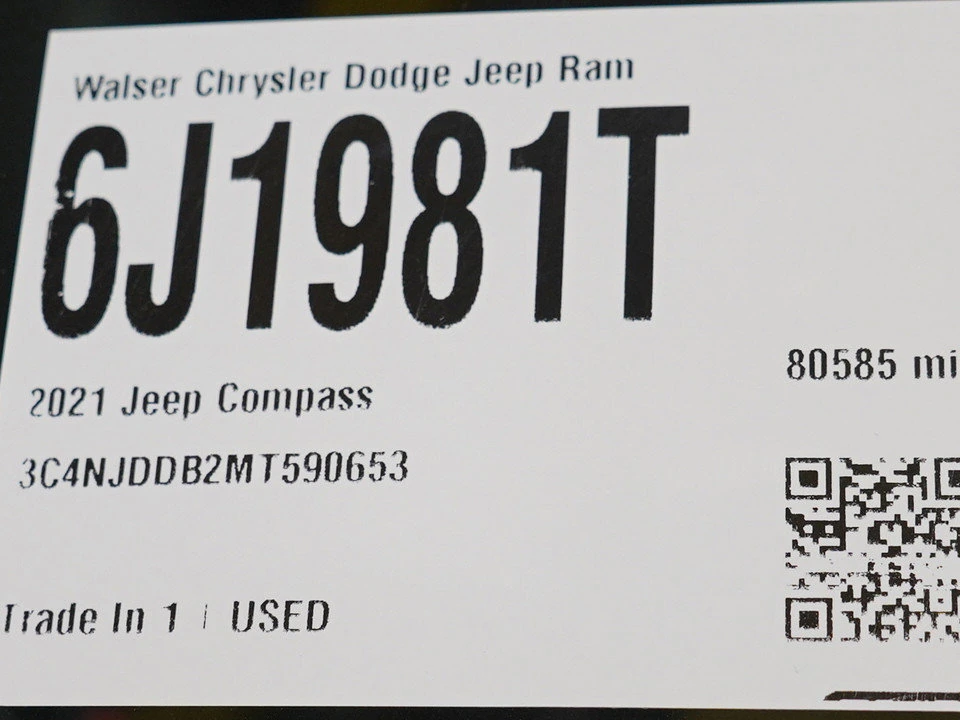 Walser Chrysler Dodge Jeep Ram
6J1981T
80585 mi
2021 Jeep Compass
3C4NJDDB2MT590653
Trade In 1 | USED